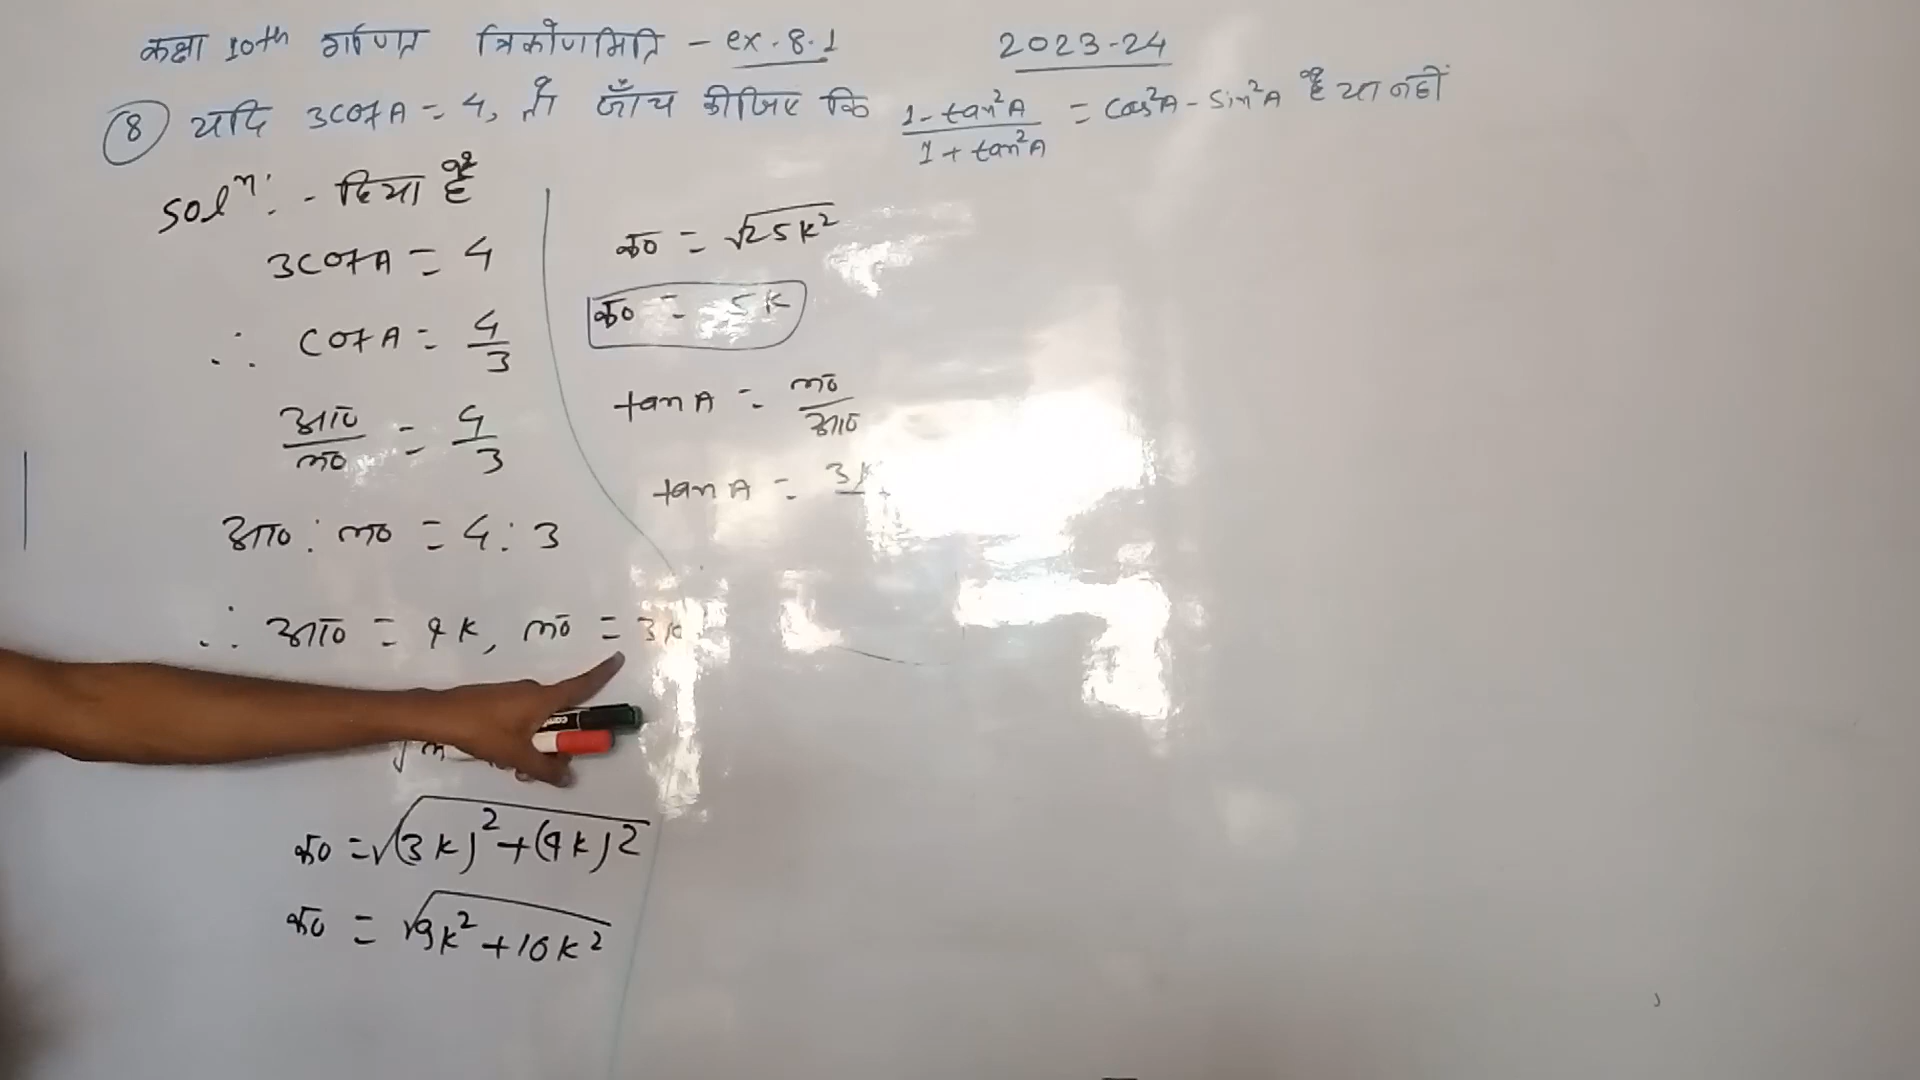 कक्षा 10th गणित त्रिकोणमिति - ex. 8.1 2023-24
8 यदि 3cotA = 4, तो जाँच कीजिए कि (1 - tan²A)/(1 + tan²A) = cos²A - sin²A है या नहीं
Solⁿ: - दिया है
3cotA = 4
∴ cotA = 4/3
आ०/ल० = 4/3
आ० : ल० = 4 : 3
∴ आ० = 4k, ल० = 3k
क० = √(3k)² + (4k)²
क० = √9k² + 16k²
क० = √25k²
क० = 5k
tanA = ल०/आ०
tanA = 3k